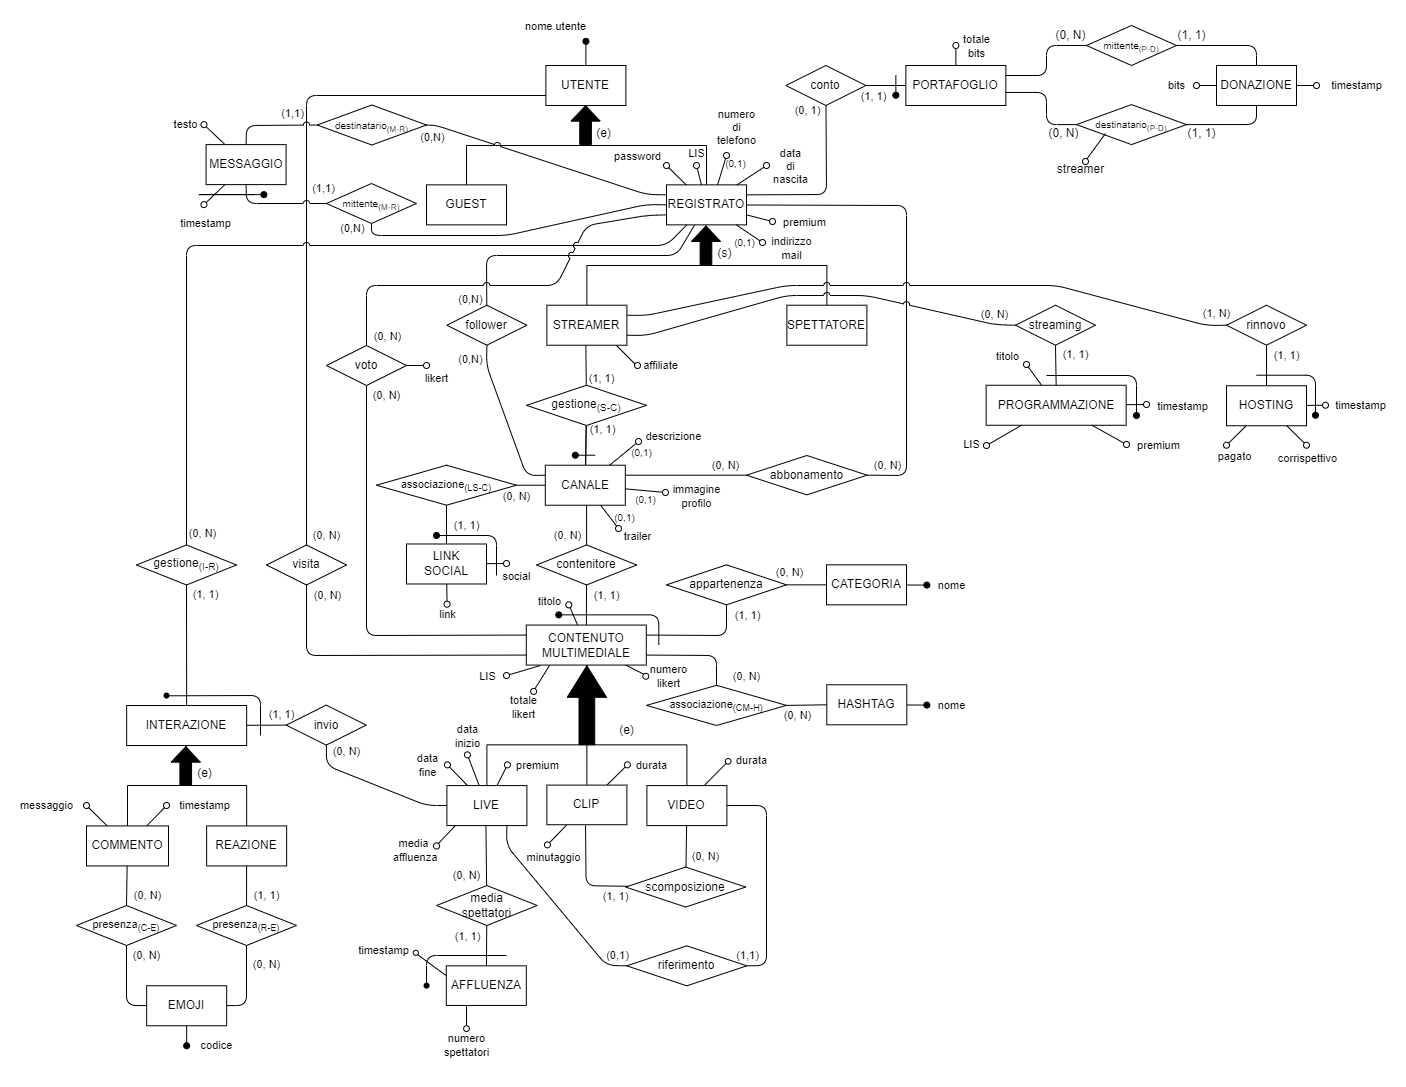 nome utente
UTENTE
(e)
(1,1)
destinatario(M-R)
(0,N)
testo
MESSAGGIO
timestamp
(1,1)
mittente(M-R)
(0,N)
GUEST
password
LIS
numero
di
telefono
(0,1)
data
di
nascita
REGISTRATO
premium
(0,1)
indirizzo
mail
(s)
conto
(0, 1)
(1, 1)
totale
bits
PORTAFOGLIO
(0, N)
mittente(P-D)
(1, 1)
bits
DONAZIONE
timestamp
(0, N)
destinatario(P-D)
(1, 1)
streamer
(0,N)
follower
(0,N)
(0, N)
voto
likert
(0, N)
STREAMER
affiliate
SPETTATORE
(0, N)
streaming
(1, 1)
titolo
PROGRAMMAZIONE
timestamp
LIS
premium
(1, N)
rinnovo
(1, 1)
HOSTING
timestamp
pagato
corrispettivo
(1, 1)
gestione(S-C)
(1, 1)
descrizione
(0,1)
CANALE
immagine
profilo
(0,1)
(0,1)
trailer
(0, N)
abbonamento
(0, N)
associazione(LS-C)
(0, N)
(1, 1)
LINK
SOCIAL
social
link
(0, N)
contenitore
(1, 1)
(0, N)
gestione(I-R)
(1, 1)
(0, N)
visita
(0, N)
appartenenza
(0, N)
(1, 1)
CATEGORIA
nome
titolo
CONTENUTO
MULTIMEDIALE
LIS
totale
likert
numero
likert
(0, N)
associazione(CM-H)
(0, N)
HASHTAG
nome
(e)
INTERAZIONE
(1, 1)
invio
(0, N)
(e)
messaggio
timestamp
COMMENTO
REAZIONE
(0, N)
presenza(C-E)
(0, N)
(1, 1)
presenza(R-E)
(0, N)
EMOJI
codice
data
fine
data
inizio
premium
LIVE
media
affluenza
durata
CLIP
minutaggio
durata
VIDEO
(0, N)
scomposizione
(1, 1)
(0, N)
media
spettatori
(1, 1)
timestamp
AFFLUENZA
numero
spettatori
(0,1)
riferimento
(1,1)